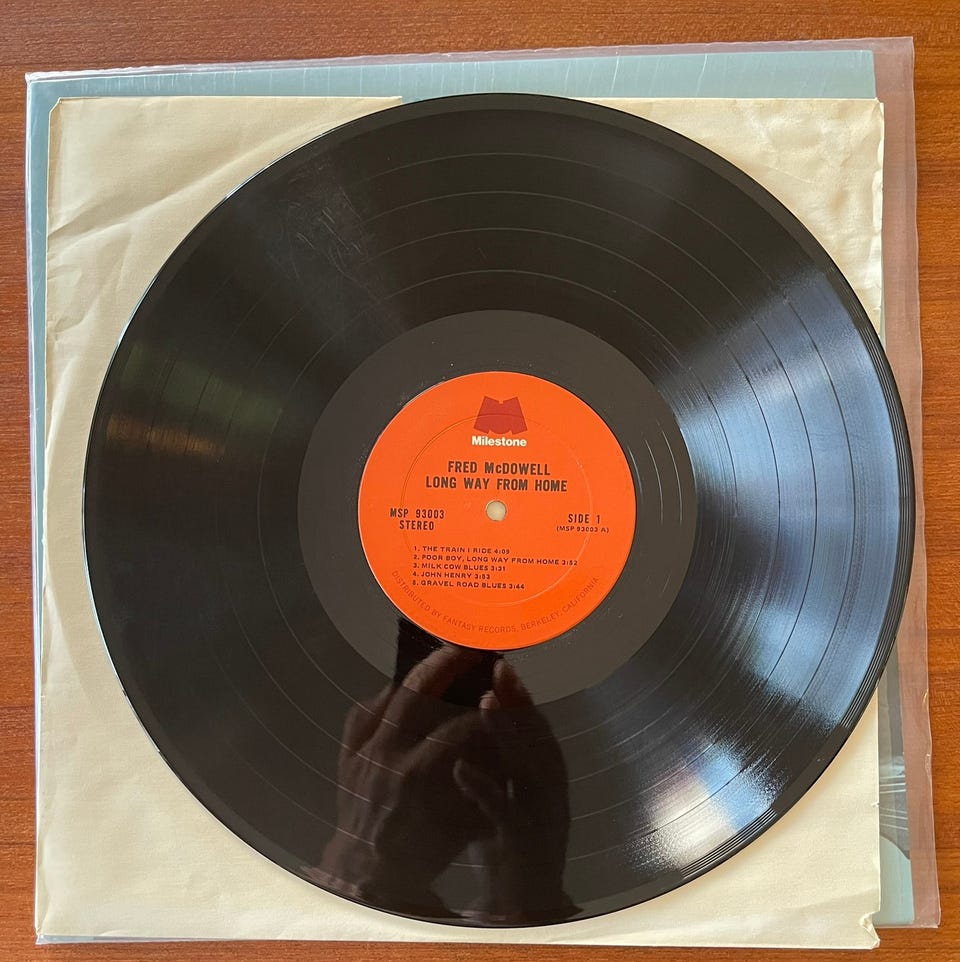 Milestone
FRED McDOWELL
LONG WAY FROM HOME
MSP 93003
STEREO
SIDE 1
(MSP 93003 A)
1. THE TRAIN I RIDE 4:09
2. POOR BOY, LONG WAY FROM HOME 3:52
3. MILK COW BLUES 3:31
4. JOHN HENRY 3:53
5. GRAVEL ROAD BLUES 3:44
DISTRIBUTED BY FANTASY RECORDS, BERKELEY, CALIFORNIA